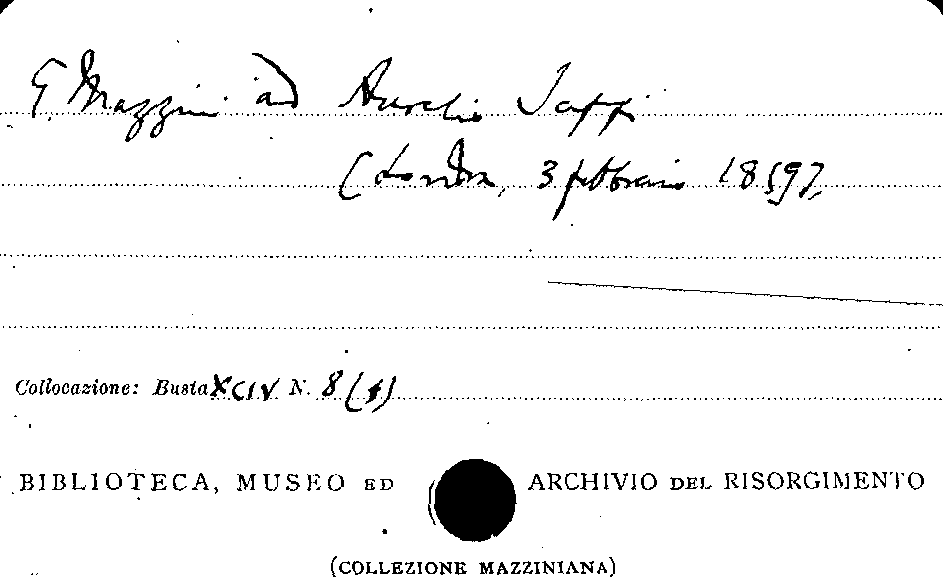 G. Mazzini ad Aurelio Saffi
(Londra, 3 febbraio 1859).
Collocazione: Busta XCIV N. 8 (1)
BIBLIOTECA, MUSEO ED ARCHIVIO DEL RISORGIMENTO
(COLLEZIONE MAZZINIANA)